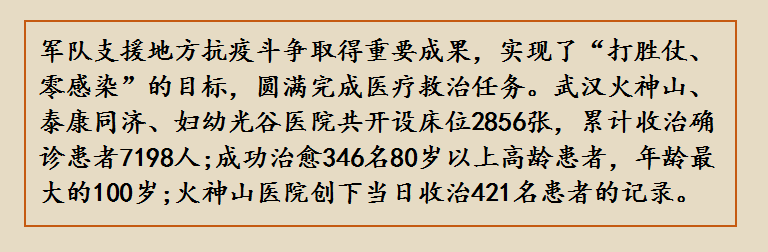 军队支援地方抗疫斗争取得重要成果，实现了“打胜仗、
零感染”的目标，圆满完成医疗救治任务。武汉火神山、
泰康同济、妇幼光谷医院共开设床位2856张，累计收治确
诊患者7198人;成功治愈346名80岁以上高龄患者，年龄最
大的100岁;火神山医院创下当日收治421名患者的记录。